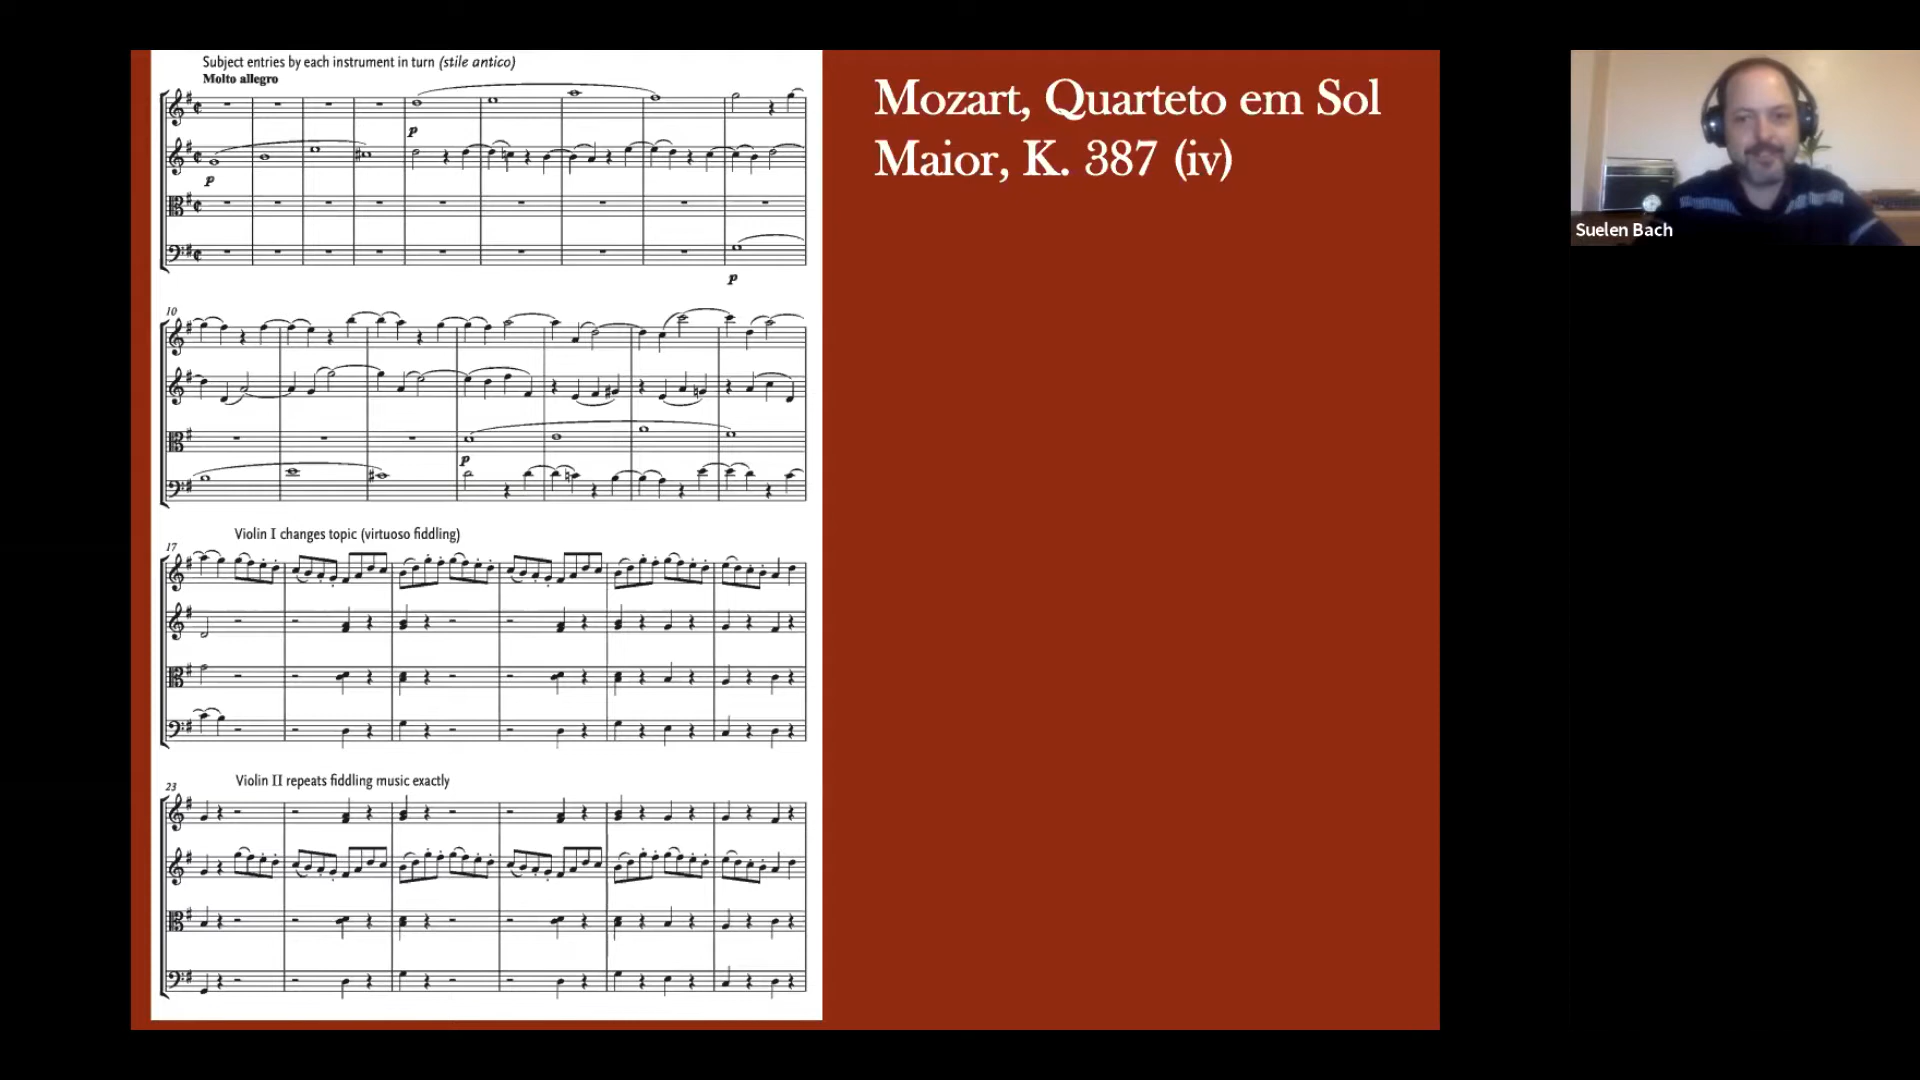 Subject entries by each instrument in turn (stile antico)
Molto allegro
p
p
p
10
p
Violin I changes topic (virtuoso fiddling)
17
Violin II repeats fiddling music exactly
23
Mozart, Quarteto em Sol
Maior, K. 387 (iv)
Suelen Bach